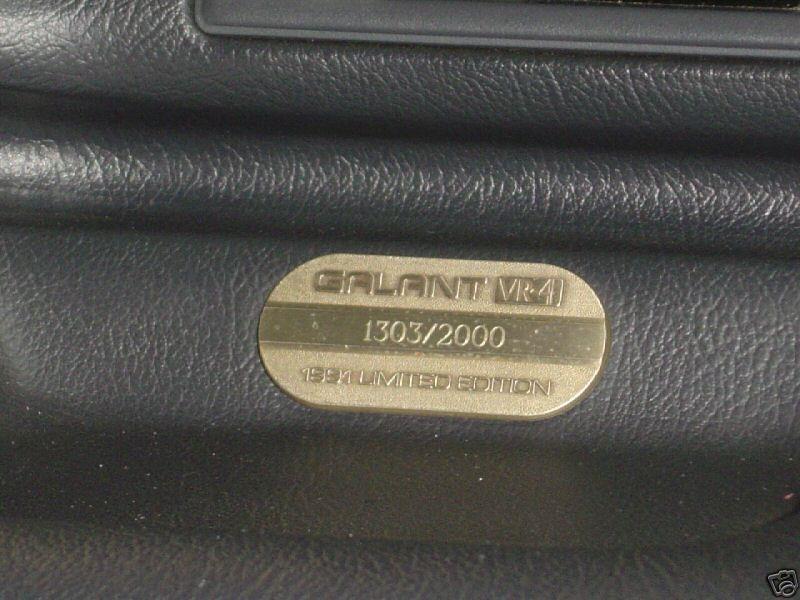 GALANT VR-4
1303/2000
1991 LIMITED EDITION